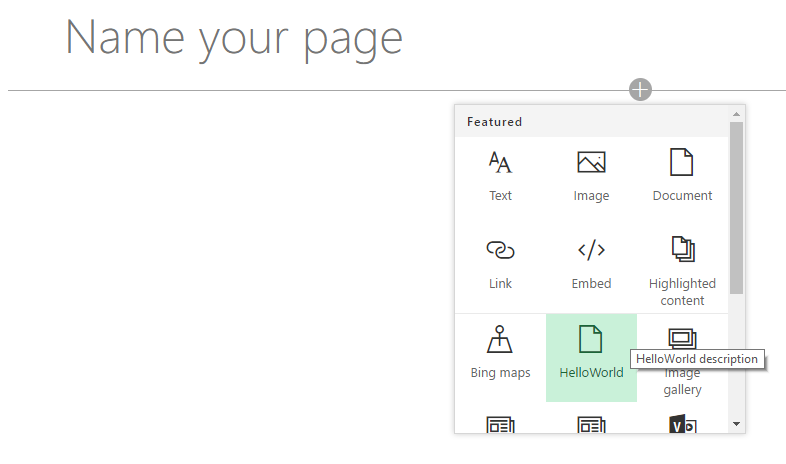 Name your page
Featured
Text
Image
Document
Link
Embed
Highlighted
content
Bing maps
HelloWorld
HelloWorld description
Image
gallery